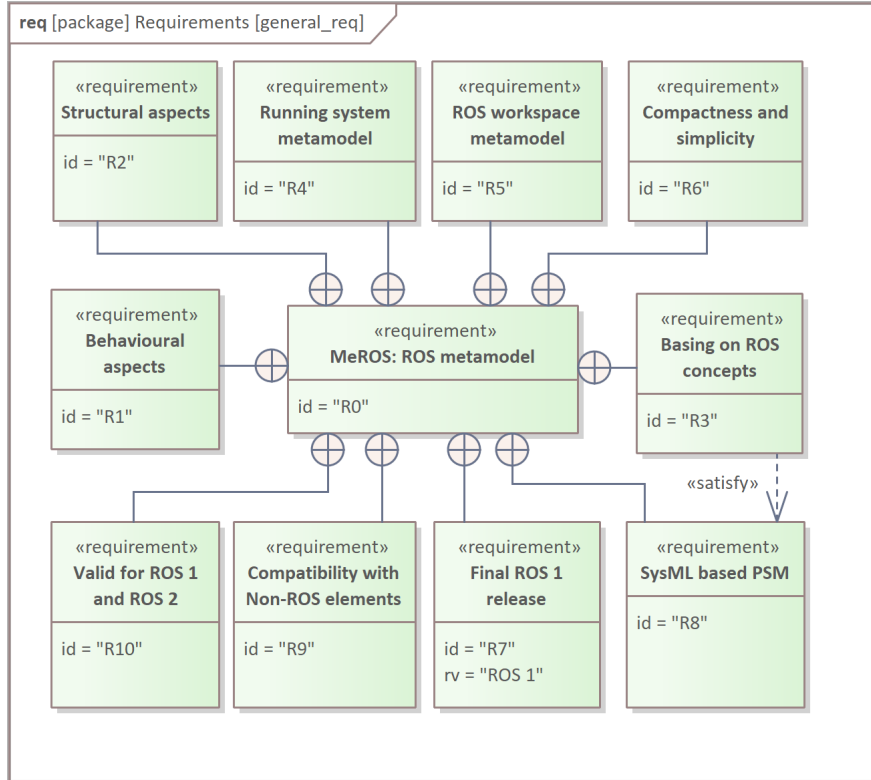 req [package] Requirements [general_req]
«requirement»
Structural aspects
id = "R2"
«requirement»
Running system
metamodel
id = "R4"
«requirement»
ROS workspace
metamodel
id = "R5"
«requirement»
Compactness and
simplicity
id = "R6"
«requirement»
Behavioural
aspects
id = "R1"
«requirement»
MeROS: ROS metamodel
id = "R0"
«requirement»
Basing on ROS
concepts
id = "R3"
«satisfy»
«requirement»
Valid for ROS 1
and ROS 2
id = "R10"
«requirement»
Compatibility with
Non-ROS elements
id = "R9"
«requirement»
Final ROS 1
release
id = "R7"
rv = "ROS 1"
«requirement»
SysML based PSM
id = "R8"